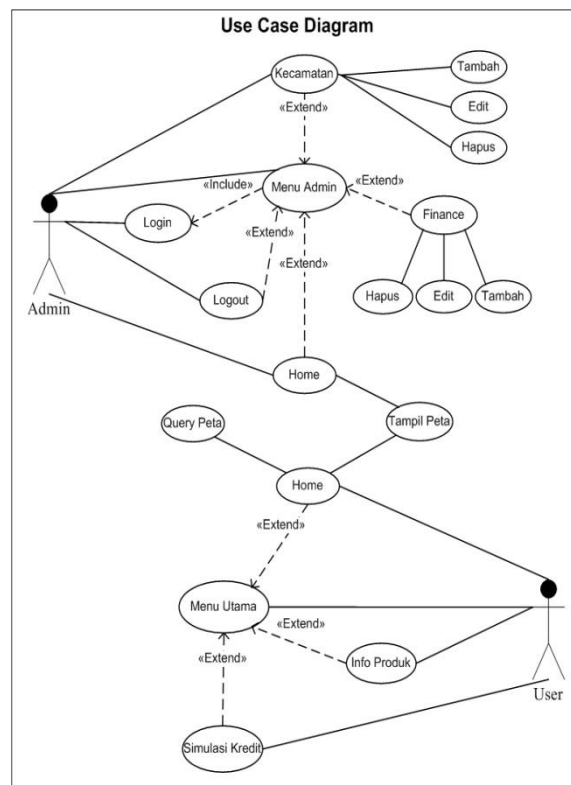 Use Case Diagram
Kecamatan
Tambah
Edit
Hapus
«Extend»
«Include»
Menu Admin
«Extend»
Login
«Extend»
Finance
«Extend»
Logout
Hapus
Edit
Tambah
Admin
Home
Query Peta
Tampil Peta
Home
«Extend»
Menu Utama
«Extend»
Info Produk
«Extend»
User
Simulasi Kredit